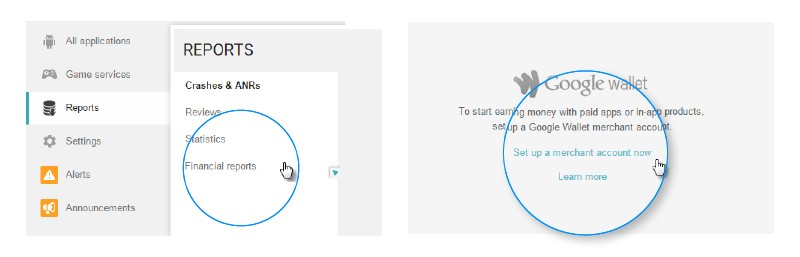 All applications
Game services
Reports
Settings
Alerts
Announcements
REPORTS
Crashes & ANRs
Reviews
Statistics
Financial reports
Google wallet
To start earning money with paid apps or in-app products,
set up a Google Wallet merchant account.
Set up a merchant account now
Learn more